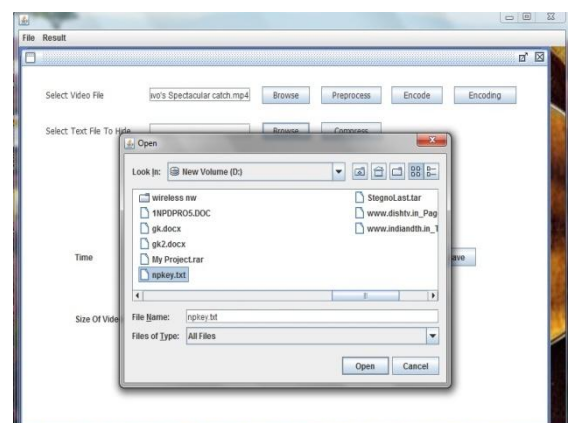 File Result
Select Video File ivo's Spectacular catch.mp4 Browse Preprocess Encode Encoding
Select Text File To Hide Browse Compress
Open
Look In: New Volume (D:)
wireless nw
1NPDPRO5.DOC
gk.docx
gk2.docx
My Project.rar
npkey.txt
StegnoLast.tar
www.dishtv.in_Pag
www.indiandth.in_T
Time
Size Of Vide
File Name: npkey.txt
Files of Type: All Files
Open Cancel